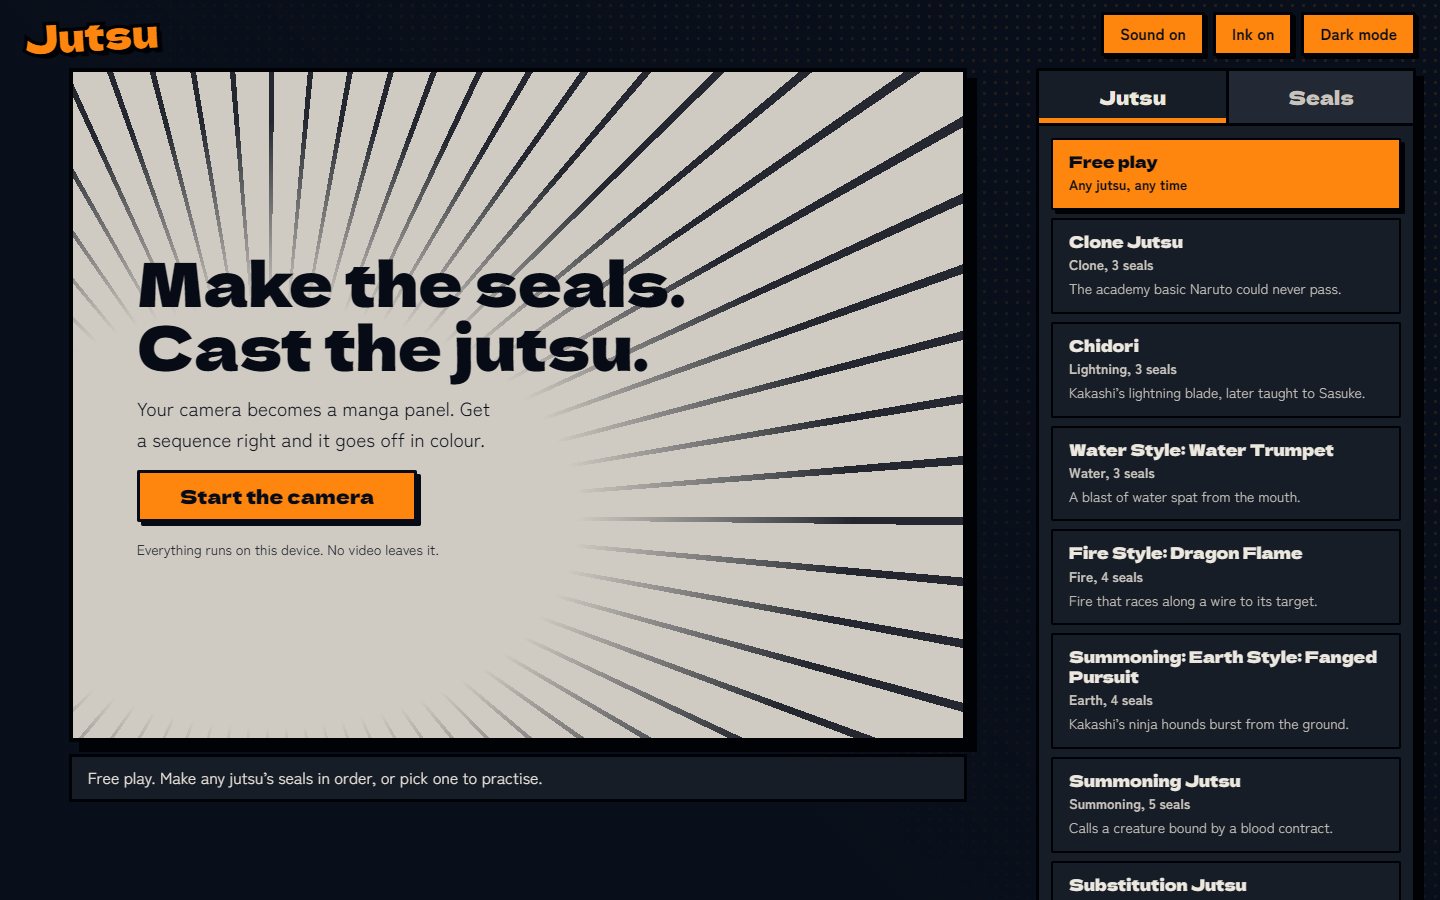 Jutsu
Sound on
Ink on
Dark mode
Make the seals.
Cast the jutsu.
Your camera becomes a manga panel. Get
a sequence right and it goes off in colour.
Start the camera
Everything runs on this device. No video leaves it.
Free play. Make any jutsu’s seals in order, or pick one to practise.
Jutsu
Seals
Free play
Any jutsu, any time
Clone Jutsu
Clone, 3 seals
The academy basic Naruto could never pass.
Chidori
Lightning, 3 seals
Kakashi’s lightning blade, later taught to Sasuke.
Water Style: Water Trumpet
Water, 3 seals
A blast of water spat from the mouth.
Fire Style: Dragon Flame
Fire, 4 seals
Fire that races along a wire to its target.
Summoning: Earth Style: Fanged
Pursuit
Earth, 4 seals
Kakashi’s ninja hounds burst from the ground.
Summoning Jutsu
Summoning, 5 seals
Calls a creature bound by a blood contract.
Substitution Jutsu